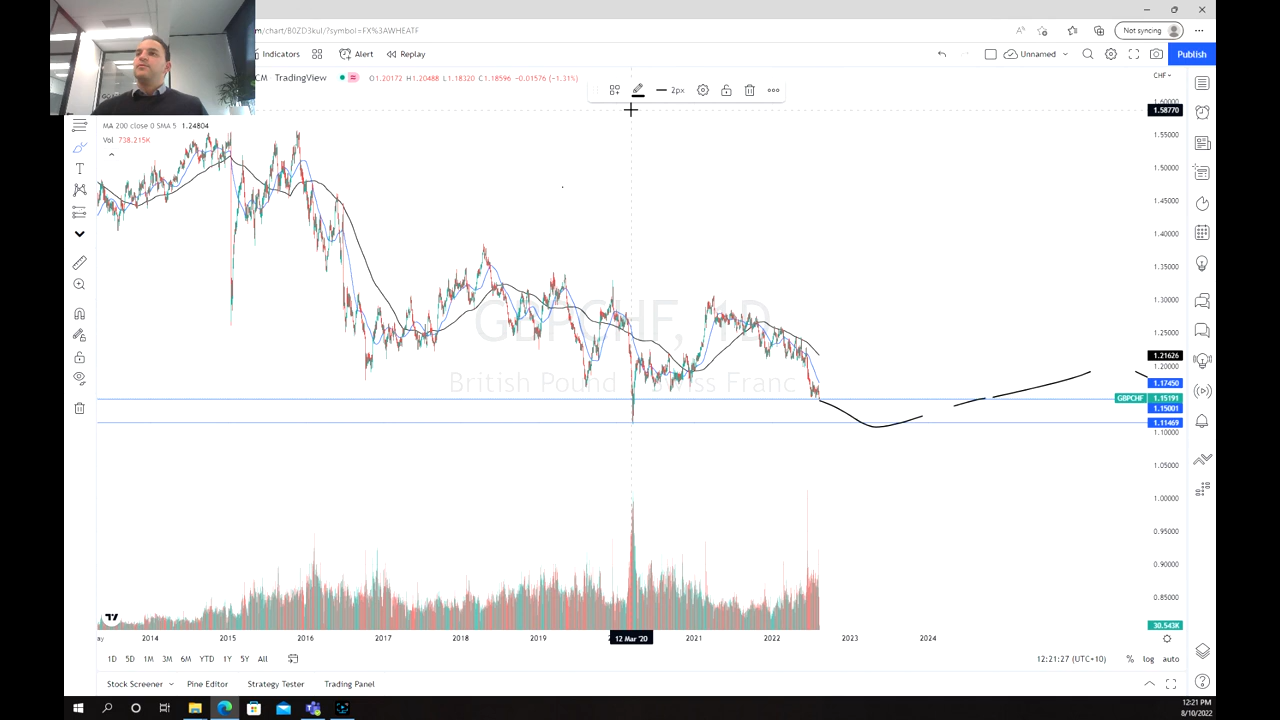 m/chart/B0ZD3kul/?symbol=FX%3AWHEATF
Not syncing
Indicators
Alert
Replay
Unnamed
Publish
CM TradingView O1.20172 H1.20488 L1.18320 C1.18596 -0.01576 (-1.31%)
CHF
2px
1.60000
1.58770
MA 200 close 0 SMA 5 1.24804
Vol 738.215K
1.55000
1.50000
1.45000
1.40000
1.35000
1.30000
GBPCHF, 1D
1.25000
1.21626
1.20000
British Pound Swiss Franc
1.17450
GBPCHF 1.15191
1.15001
1.11469
1.10000
1.05000
1.00000
0.95000
0.90000
0.85000
30.543K
2014 2015 2016 2017 2018 2019 12 Mar '20 2021 2022 2023 2024
1D 5D 1M 3M 6M YTD 1Y 5Y All
12:21:27 (UTC+10) % log auto
Stock Screener Pine Editor Strategy Tester Trading Panel
12:21 PM
8/10/2022